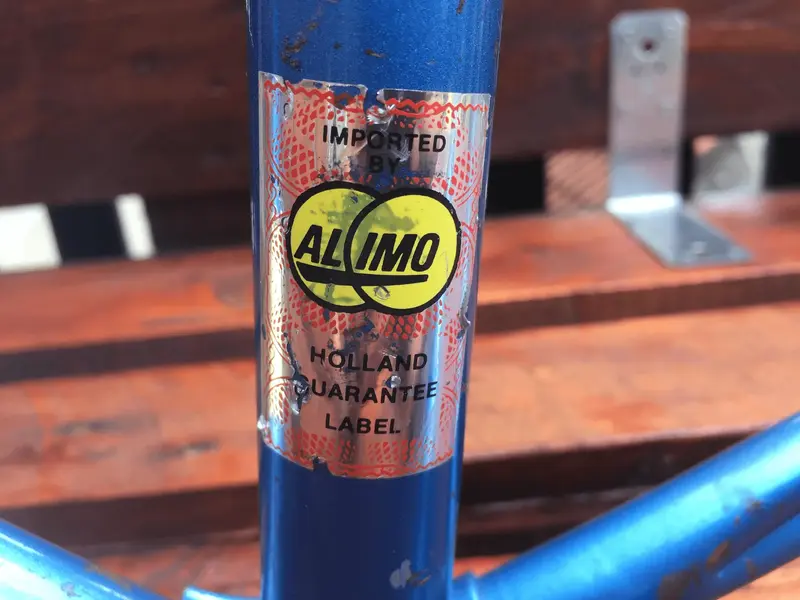 IMPORTED
BY
ALIMO
HOLLAND
GUARANTEE
LABEL